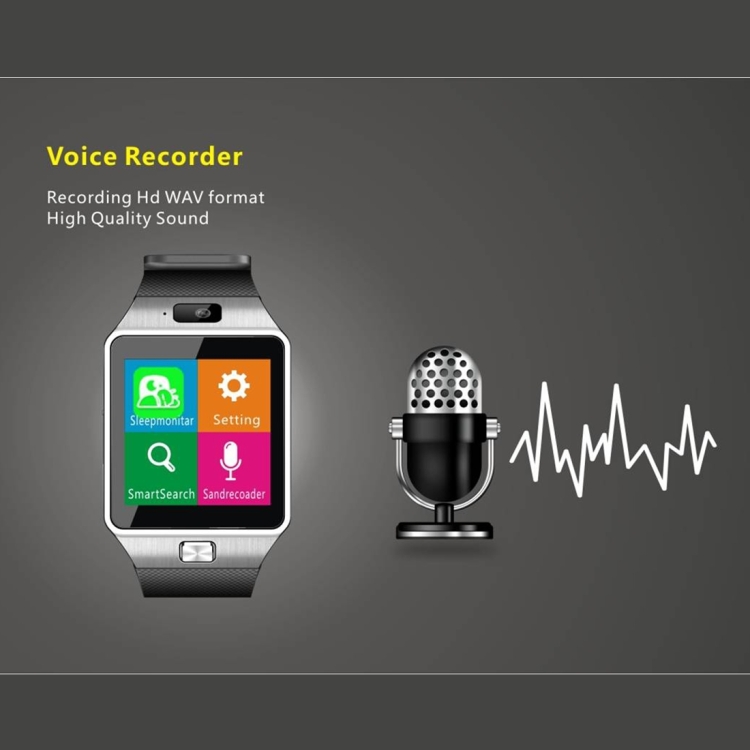 Voice Recorder
Recording Hd WAV format
High Quality Sound
Sleepmonitar
Setting
SmartSearch
Sandrecoader